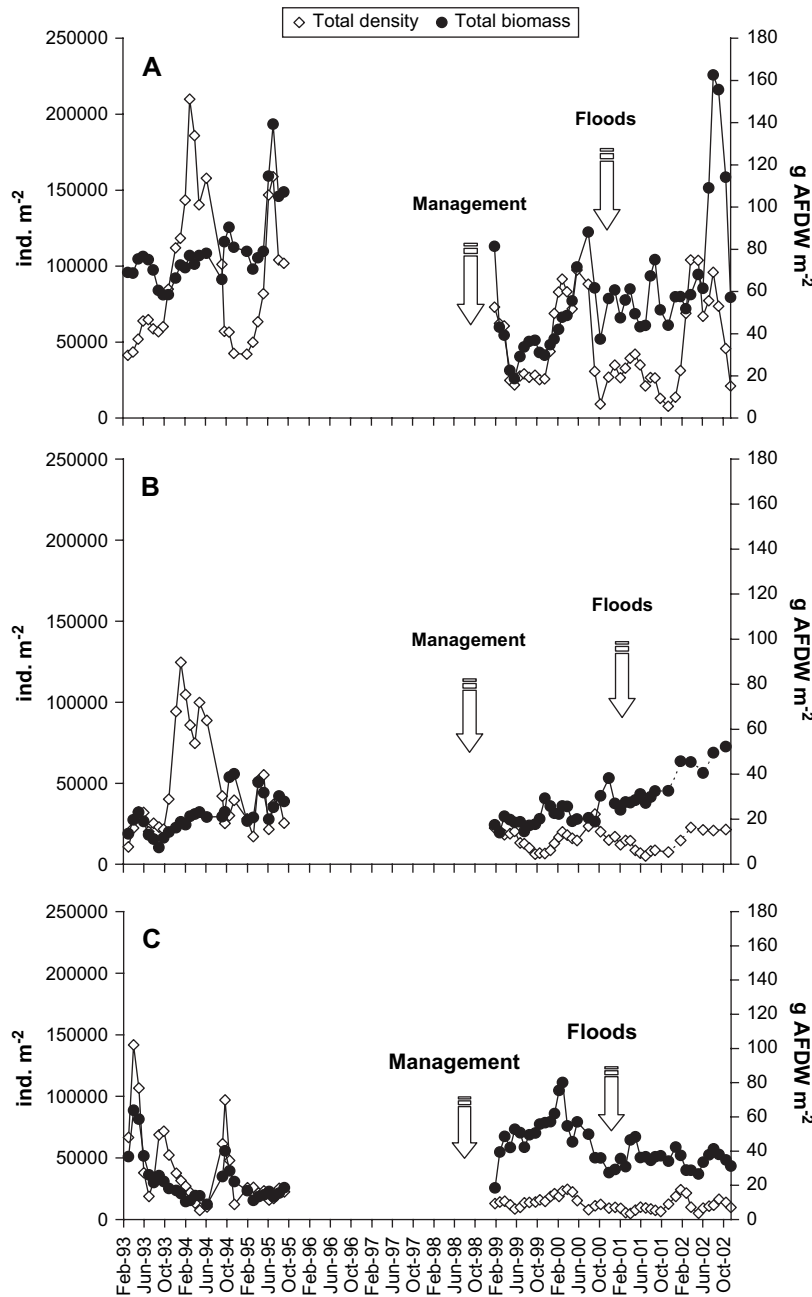 Total density Total biomass
A
250000
200000
150000
100000
50000
0
ind. m-2
180
160
140
120
100
80
60
40
20
0
g AFDW m-2
Management
Floods
B
250000
200000
150000
100000
50000
0
ind. m-2
180
160
140
120
100
80
60
40
20
0
g AFDW m-2
Management
Floods
C
250000
200000
150000
100000
50000
0
ind. m-2
180
160
140
120
100
80
60
40
20
0
g AFDW m-2
Management
Floods
Feb-93
Jun-93
Oct-93
Feb-94
Jun-94
Oct-94
Feb-95
Jun-95
Oct-95
Feb-96
Jun-96
Oct-96
Feb-97
Jun-97
Oct-97
Feb-98
Jun-98
Oct-98
Feb-99
Jun-99
Oct-99
Feb-00
Jun-00
Oct-00
Feb-01
Jun-01
Oct-01
Feb-02
Jun-02
Oct-02